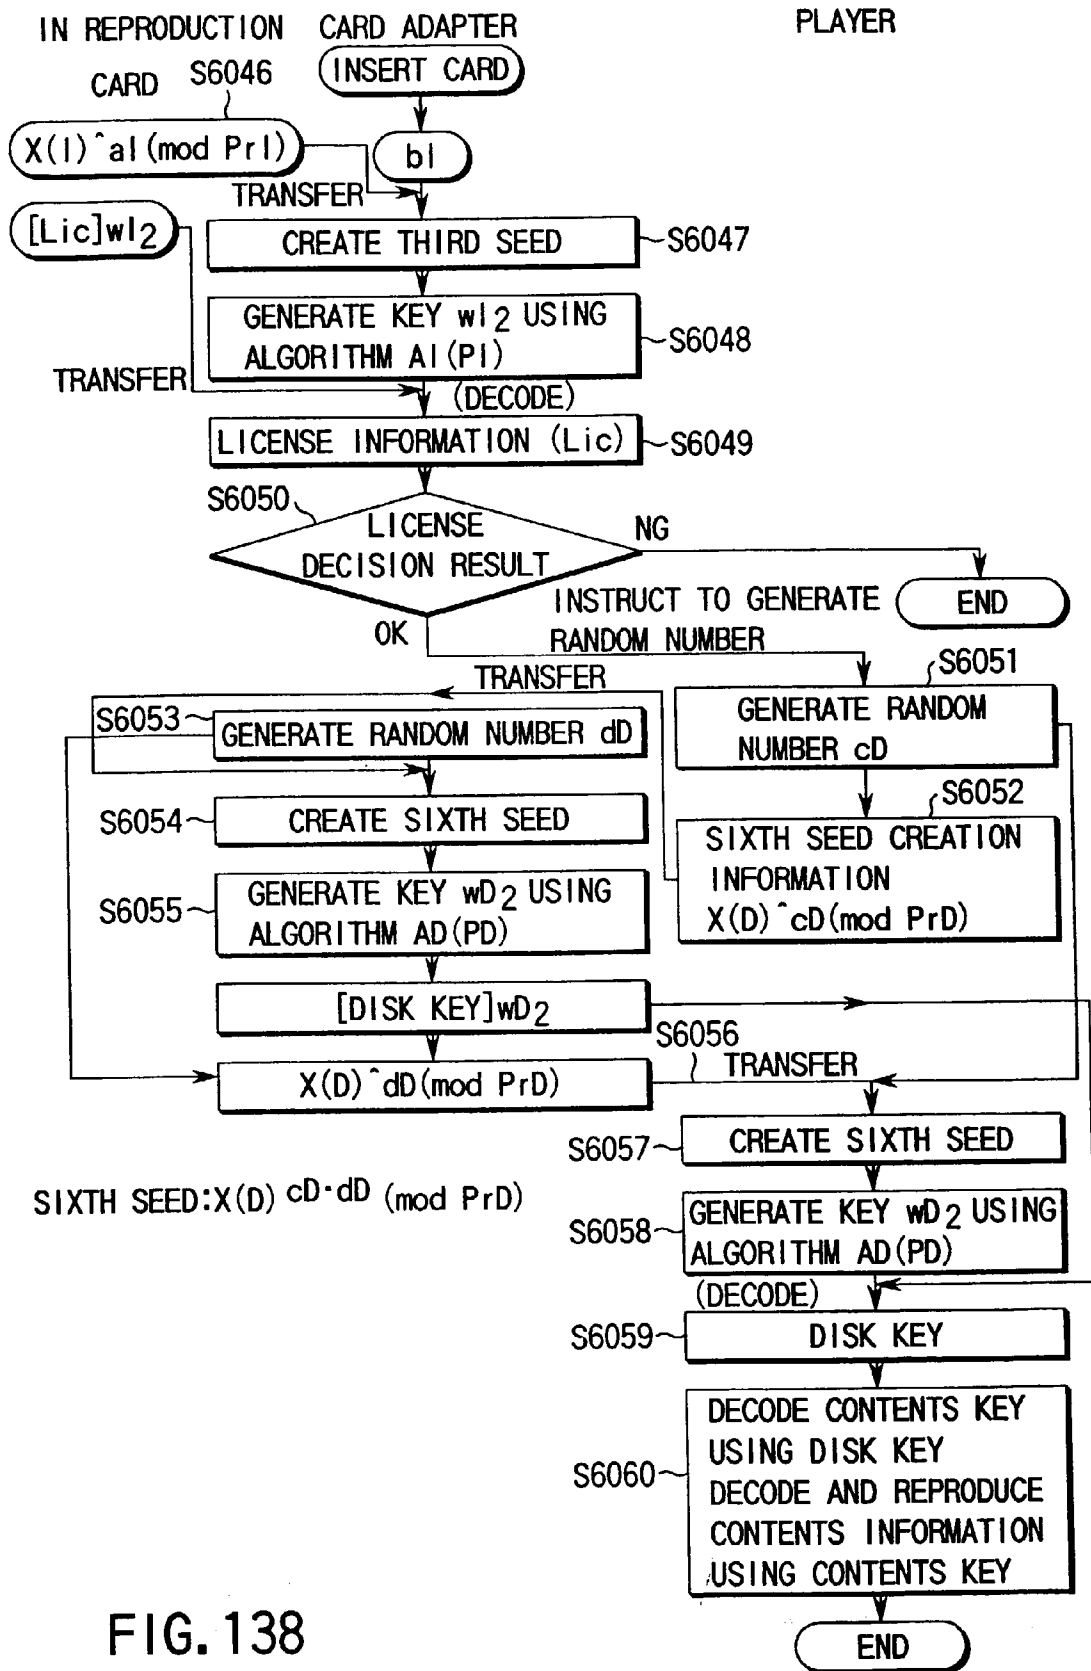 IN REPRODUCTION
CARD ADAPTER
PLAYER
CARD
S6046
INSERT CARD
X(I)^aI(mod PrI)
bI
TRANSFER
[Lic]wI2
CREATE THIRD SEED
S6047
GENERATE KEY wI2 USING
ALGORITHM AI(PI)
S6048
TRANSFER
(DECODE)
LICENSE INFORMATION (Lic)
S6049
S6050
LICENSE
DECISION RESULT
NG
END
OK
INSTRUCT TO GENERATE
RANDOM NUMBER
S6051
TRANSFER
GENERATE RANDOM
NUMBER cD
S6053
GENERATE RANDOM NUMBER dD
S6052
S6054
CREATE SIXTH SEED
SIXTH SEED CREATION
INFORMATION
X(D)^cD(mod PrD)
S6055
GENERATE KEY wD2 USING
ALGORITHM AD(PD)
[DISK KEY]wD2
S6056
X(D)^dD(mod PrD)
TRANSFER
S6057
CREATE SIXTH SEED
SIXTH SEED:X(D) cD·dD (mod PrD)
S6058
GENERATE KEY wD2 USING
ALGORITHM AD(PD)
(DECODE)
S6059
DISK KEY
S6060
DECODE CONTENTS KEY
USING DISK KEY
DECODE AND REPRODUCE
CONTENTS INFORMATION
USING CONTENTS KEY
END
FIG.138